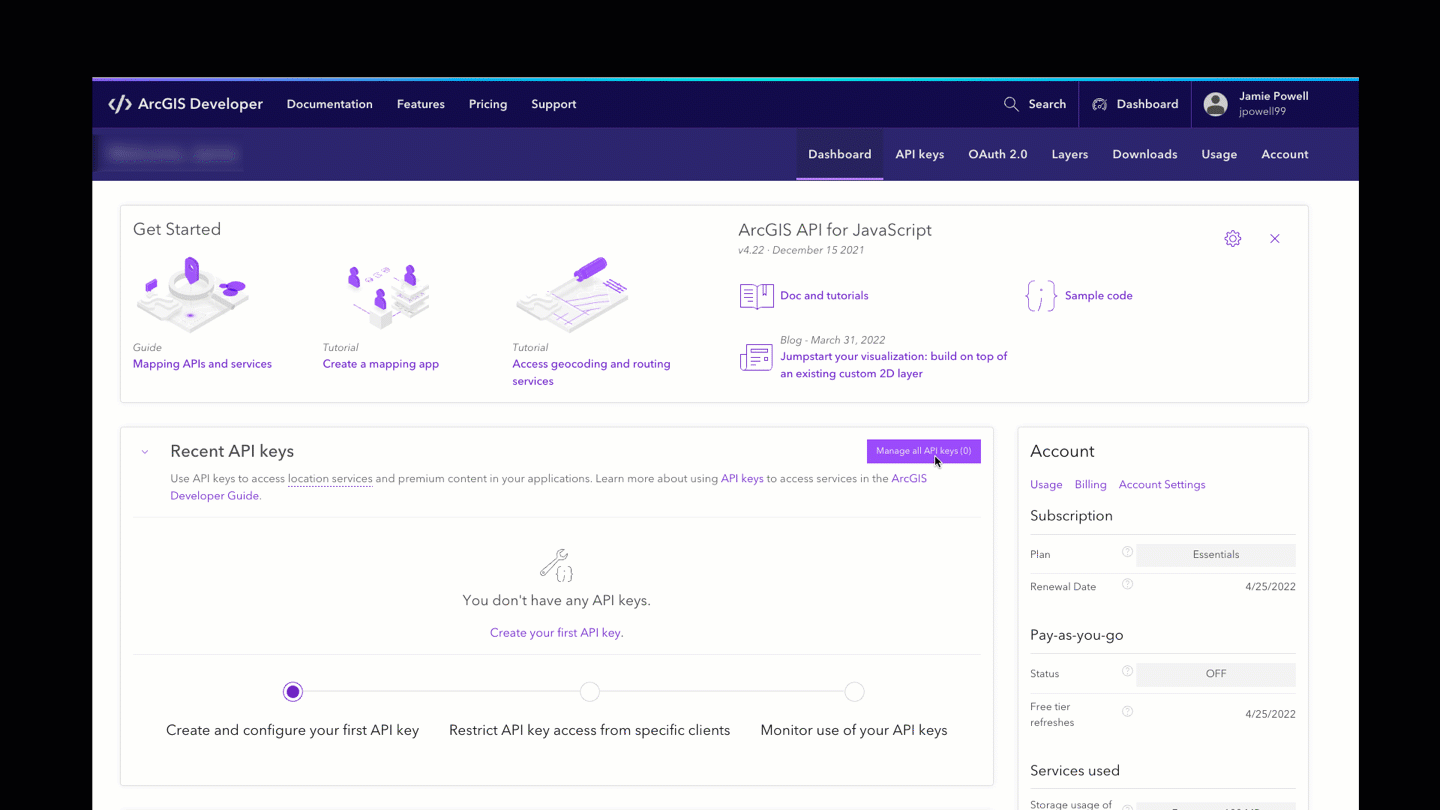 ArcGIS Developer
Documentation
Features
Pricing
Support
Search
Dashboard
Jamie Powell
jpowell99
Dashboard
API keys
OAuth 2.0
Layers
Downloads
Usage
Account
Get Started
Guide
Mapping APIs and services
Tutorial
Create a mapping app
Tutorial
Access geocoding and routing
services
ArcGIS API for JavaScript
v4.22 · December 15 2021
Doc and tutorials
Sample code
Blog - March 31, 2022
Jumpstart your visualization: build on top of
an existing custom 2D layer
Recent API keys
Manage all API keys (0)
Use API keys to access location services and premium content in your applications. Learn more about using API keys to access services in the ArcGIS
Developer Guide.
You don't have any API keys.
Create your first API key.
Create and configure your first API key
Restrict API key access from specific clients
Monitor use of your API keys
Account
Usage
Billing
Account Settings
Subscription
Plan
Essentials
Renewal Date
4/25/2022
Pay-as-you-go
Status
OFF
Free tier
refreshes
4/25/2022
Services used
Storage usage of